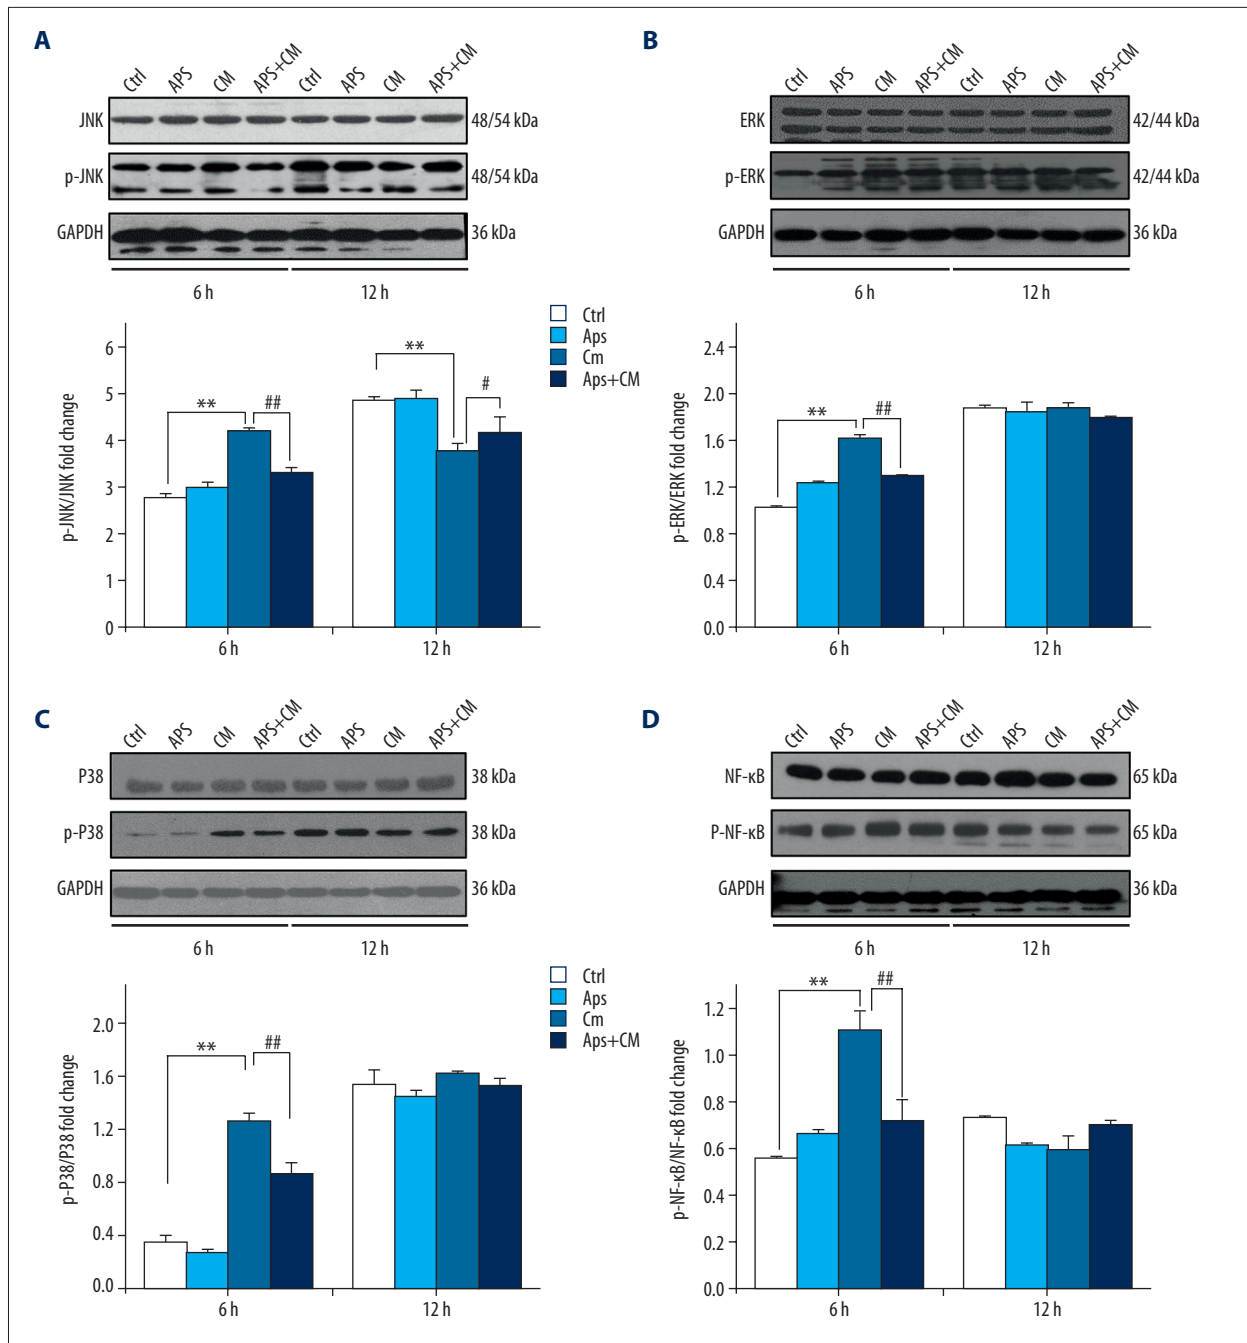 A
Ctrl APS CM APS+CM Ctrl APS CM APS+CM
JNK 48/54 kDa
p-JNK 48/54 kDa
GAPDH 36 kDa
6 h 12 h
p-JNK/JNK fold change
6
5
4
3
2
1
0
** ## ** #
6 h 12 h
Ctrl
Aps
Cm
Aps+CM
B
Ctrl APS CM APS+CM Ctrl APS CM APS+CM
ERK 42/44 kDa
p-ERK 42/44 kDa
GAPDH 36 kDa
6 h 12 h
p-ERK/ERK fold change
2.4
2.0
1.6
1.2
0.8
0.4
0.0
** ##
6 h 12 h
C
Ctrl APS CM APS+CM Ctrl APS CM APS+CM
P38 38 kDa
p-P38 38 kDa
GAPDH 36 kDa
6 h 12 h
p-P38/P38 fold change
2.0
1.6
1.2
0.8
0.4
0.0
** ##
6 h 12 h
Ctrl
Aps
Cm
Aps+CM
D
Ctrl APS CM APS+CM Ctrl APS CM APS+CM
NF-κB 65 kDa
P-NF-κB 65 kDa
GAPDH 36 kDa
6 h 12 h
p-NF-κB/NF-κB fold change
1.2
1.0
0.8
0.6
0.4
0.2
0.0
** ##
6 h 12 h